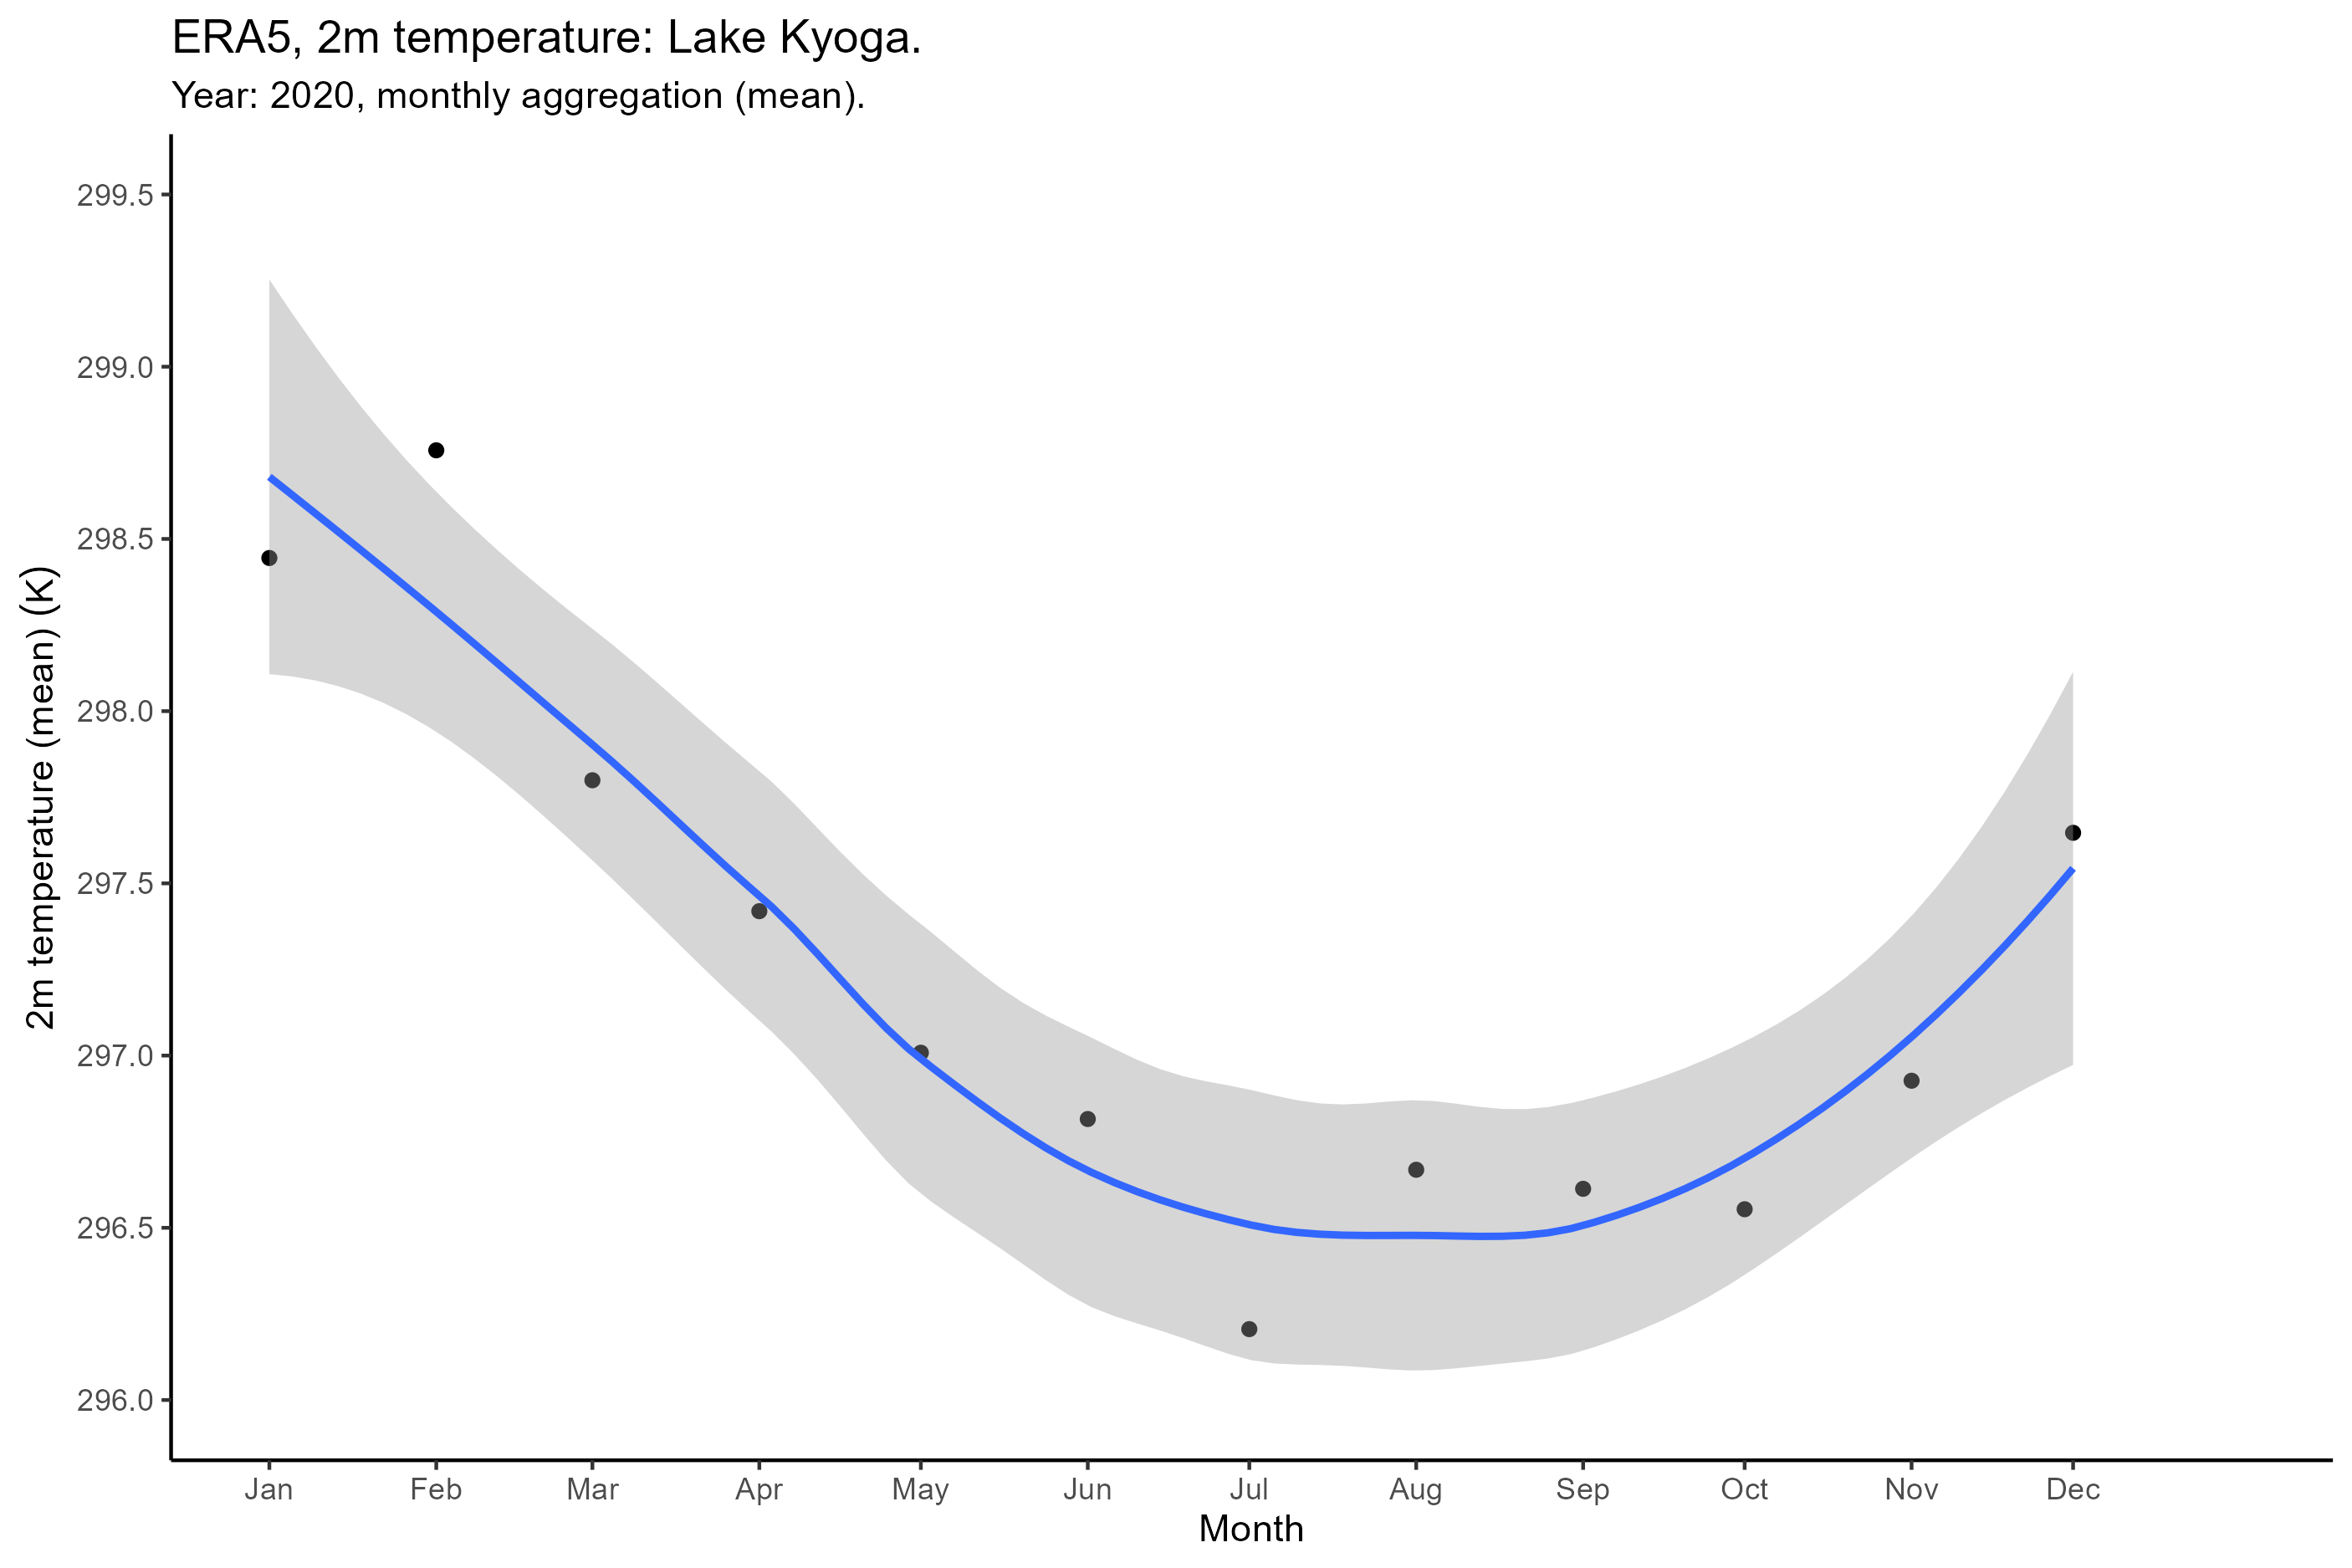 ERA5, 2m temperature: Lake Kyoga.
Year: 2020, monthly aggregation (mean).
2m temperature (mean) (K)
299.5
299.0
298.5
298.0
297.5
297.0
296.5
296.0
Jan Feb Mar Apr May Jun Jul Aug Sep Oct Nov Dec
Month